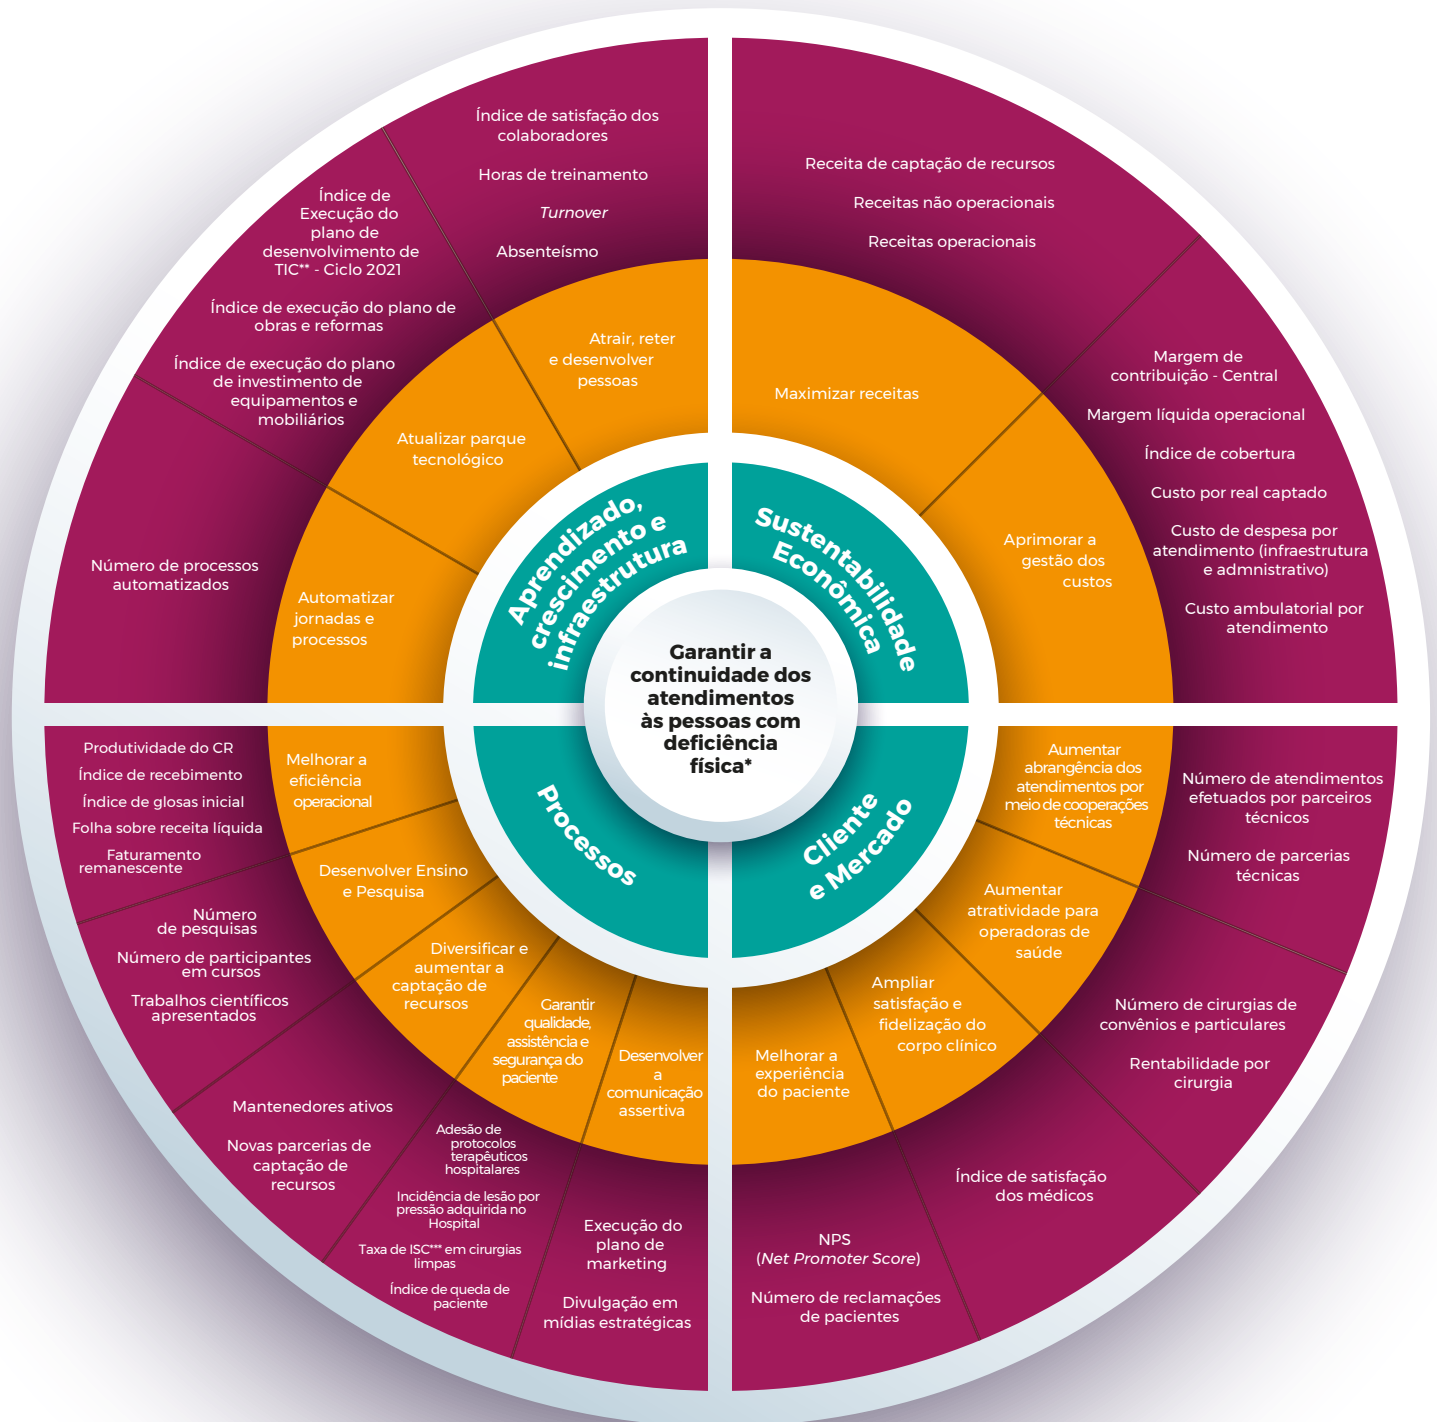 Garantir a
continuidade dos
atendimentos
às pessoas com
deficiência
física*
Aprendizado,
crescimento e
infraestrutura
Atrair, reter
e desenvolver
pessoas
Índice de satisfação dos
colaboradores
Horas de treinamento
Turnover
Absenteísmo
Atualizar parque
tecnológico
Índice de
Execução do
plano de
desenvolvimento de
TIC** - Ciclo 2021
Índice de execução do plano de
obras e reformas
Índice de execução do plano
de investimento de
equipamentos e
mobiliários
Automatizar
jornadas e
processos
Número de processos
automatizados
Sustentabilidade
Econômica
Maximizar receitas
Receita de captação de recursos
Receitas não operacionais
Receitas operacionais
Aprimorar a
gestão dos
custos
Margem de
contribuição - Central
Margem líquida operacional
Índice de cobertura
Custo por real captado
Custo de despesa por
atendimento (infraestrutura
e admnistrativo)
Custo ambulatorial por
atendimento
Cliente
e Mercado
Aumentar
abrangência dos
atendimentos por
meio de cooperações
técnicas
Número de atendimentos
efetuados por parceiros
técnicos
Número de parcerias
técnicas
Aumentar
atratividade para
operadoras de
saúde
Número de cirurgias de
convênios e particulares
Rentabilidade por
cirurgia
Ampliar
satisfação e
fidelização do
corpo clínico
Índice de satisfação
dos médicos
Melhorar a
experiência
do paciente
NPS
(Net Promoter Score)
Número de reclamações
de pacientes
Processos
Melhorar a
eficiência
operacional
Produtividade do CR
Índice de recebimento
Índice de glosas inicial
Folha sobre receita líquida
Faturamento
remanescente
Desenvolver Ensino
e Pesquisa
Número
de pesquisas
Número de participantes
em cursos
Trabalhos científicos
apresentados
Diversificar e
aumentar a
captação de
recursos
Mantenedores ativos
Novas parcerias de
captação de
recursos
Garantir
qualidade,
assistência e
segurança do
paciente
Adesão de
protocolos
terapêuticos
hospitalares
Incidência de lesão por
pressão adquirida no
Hospital
Taxa de ISC*** em cirurgias
limpas
Índice de queda de
paciente
Desenvolver
a
comunicação
assertiva
Execução do
plano de
marketing
Divulgação em
mídias estratégicas